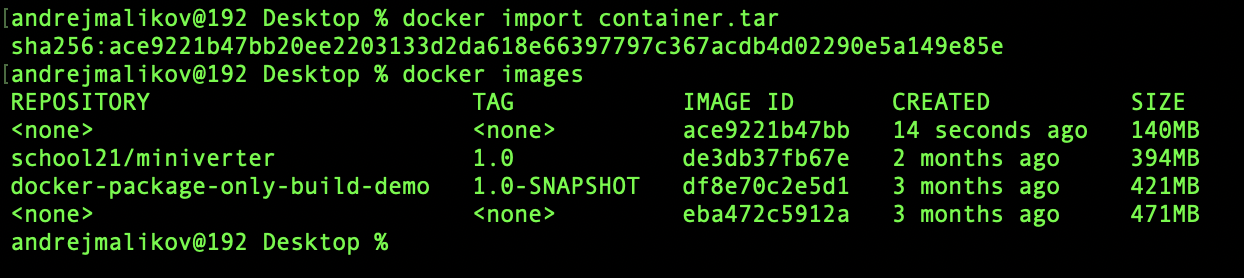 [andrejmalikov@192 Desktop % docker import container.tar
sha256:ace9221b47bb20ee2203133d2da618e66397797c367acdb4d02290e5a149e85e
[andrejmalikov@192 Desktop % docker images
REPOSITORY TAG IMAGE ID CREATED SIZE
<none> <none> ace9221b47bb 14 seconds ago 140MB
school21/miniverter 1.0 de3db37fb67e 2 months ago 394MB
docker-package-only-build-demo 1.0-SNAPSHOT df8e70c2e5d1 3 months ago 421MB
<none> <none> eba472c5912a 3 months ago 471MB
andrejmalikov@192 Desktop %